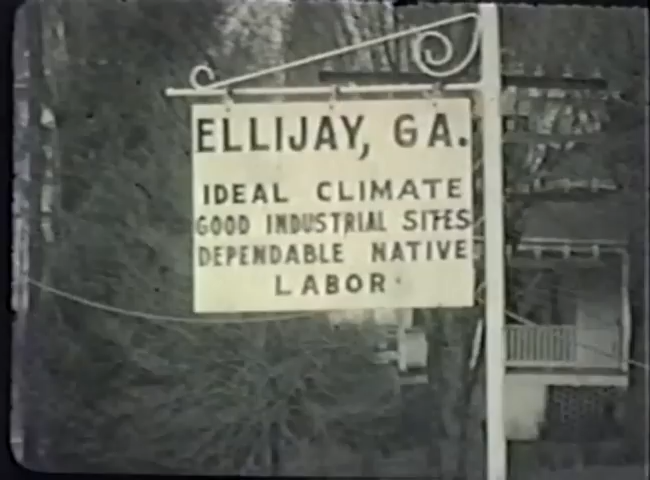 ELLIJAY, GA.
IDEAL CLIMATE
GOOD INDUSTRIAL SITES
DEPENDABLE NATIVE
LABOR